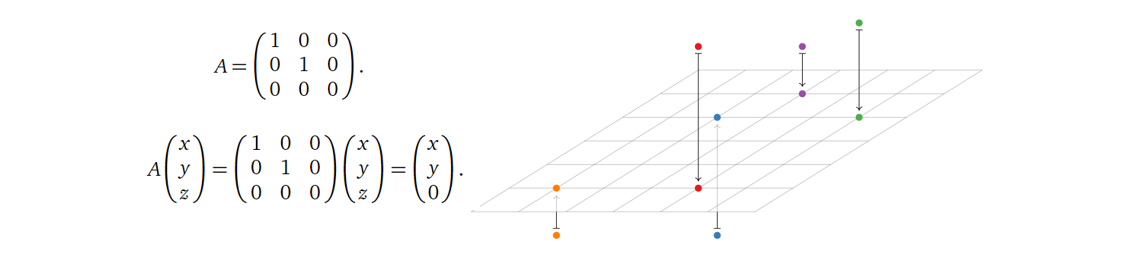 A = \begin{pmatrix} 1 & 0 & 0 \\ 0 & 1 & 0 \\ 0 & 0 & 0 \end{pmatrix}.
A \begin{pmatrix} x \\ y \\ z \end{pmatrix} = \begin{pmatrix} 1 & 0 & 0 \\ 0 & 1 & 0 \\ 0 & 0 & 0 \end{pmatrix} \begin{pmatrix} x \\ y \\ z \end{pmatrix} = \begin{pmatrix} x \\ y \\ 0 \end{pmatrix}.